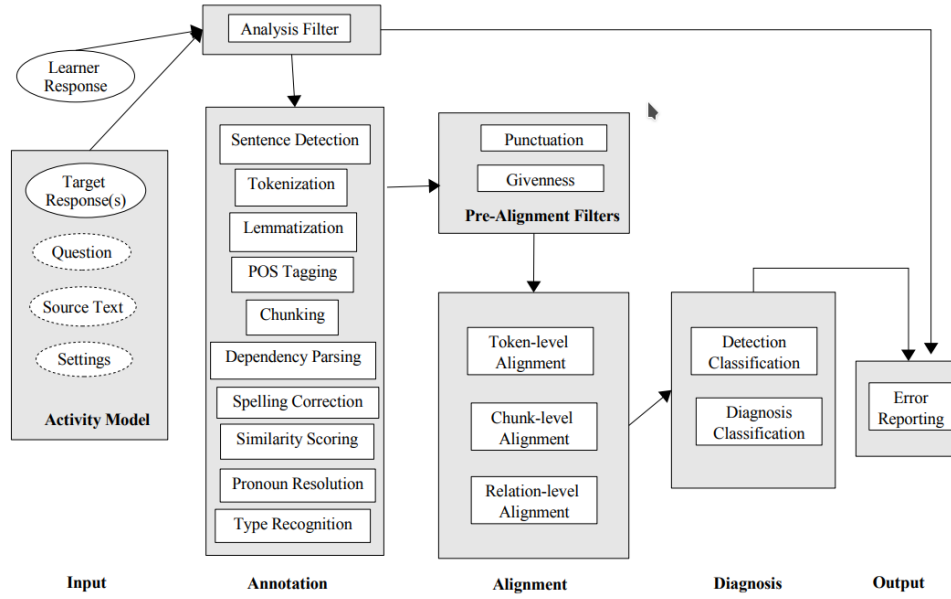 Analysis Filter
Learner
Response
Target
Response(s)
Question
Source Text
Settings
Activity Model
Sentence Detection
Tokenization
Lemmatization
POS Tagging
Chunking
Dependency Parsing
Spelling Correction
Similarity Scoring
Pronoun Resolution
Type Recognition
Punctuation
Givenness
Pre-Alignment Filters
Token-level
Alignment
Chunk-level
Alignment
Relation-level
Alignment
Detection
Classification
Diagnosis
Classification
Error
Reporting
Input
Annotation
Alignment
Diagnosis
Output